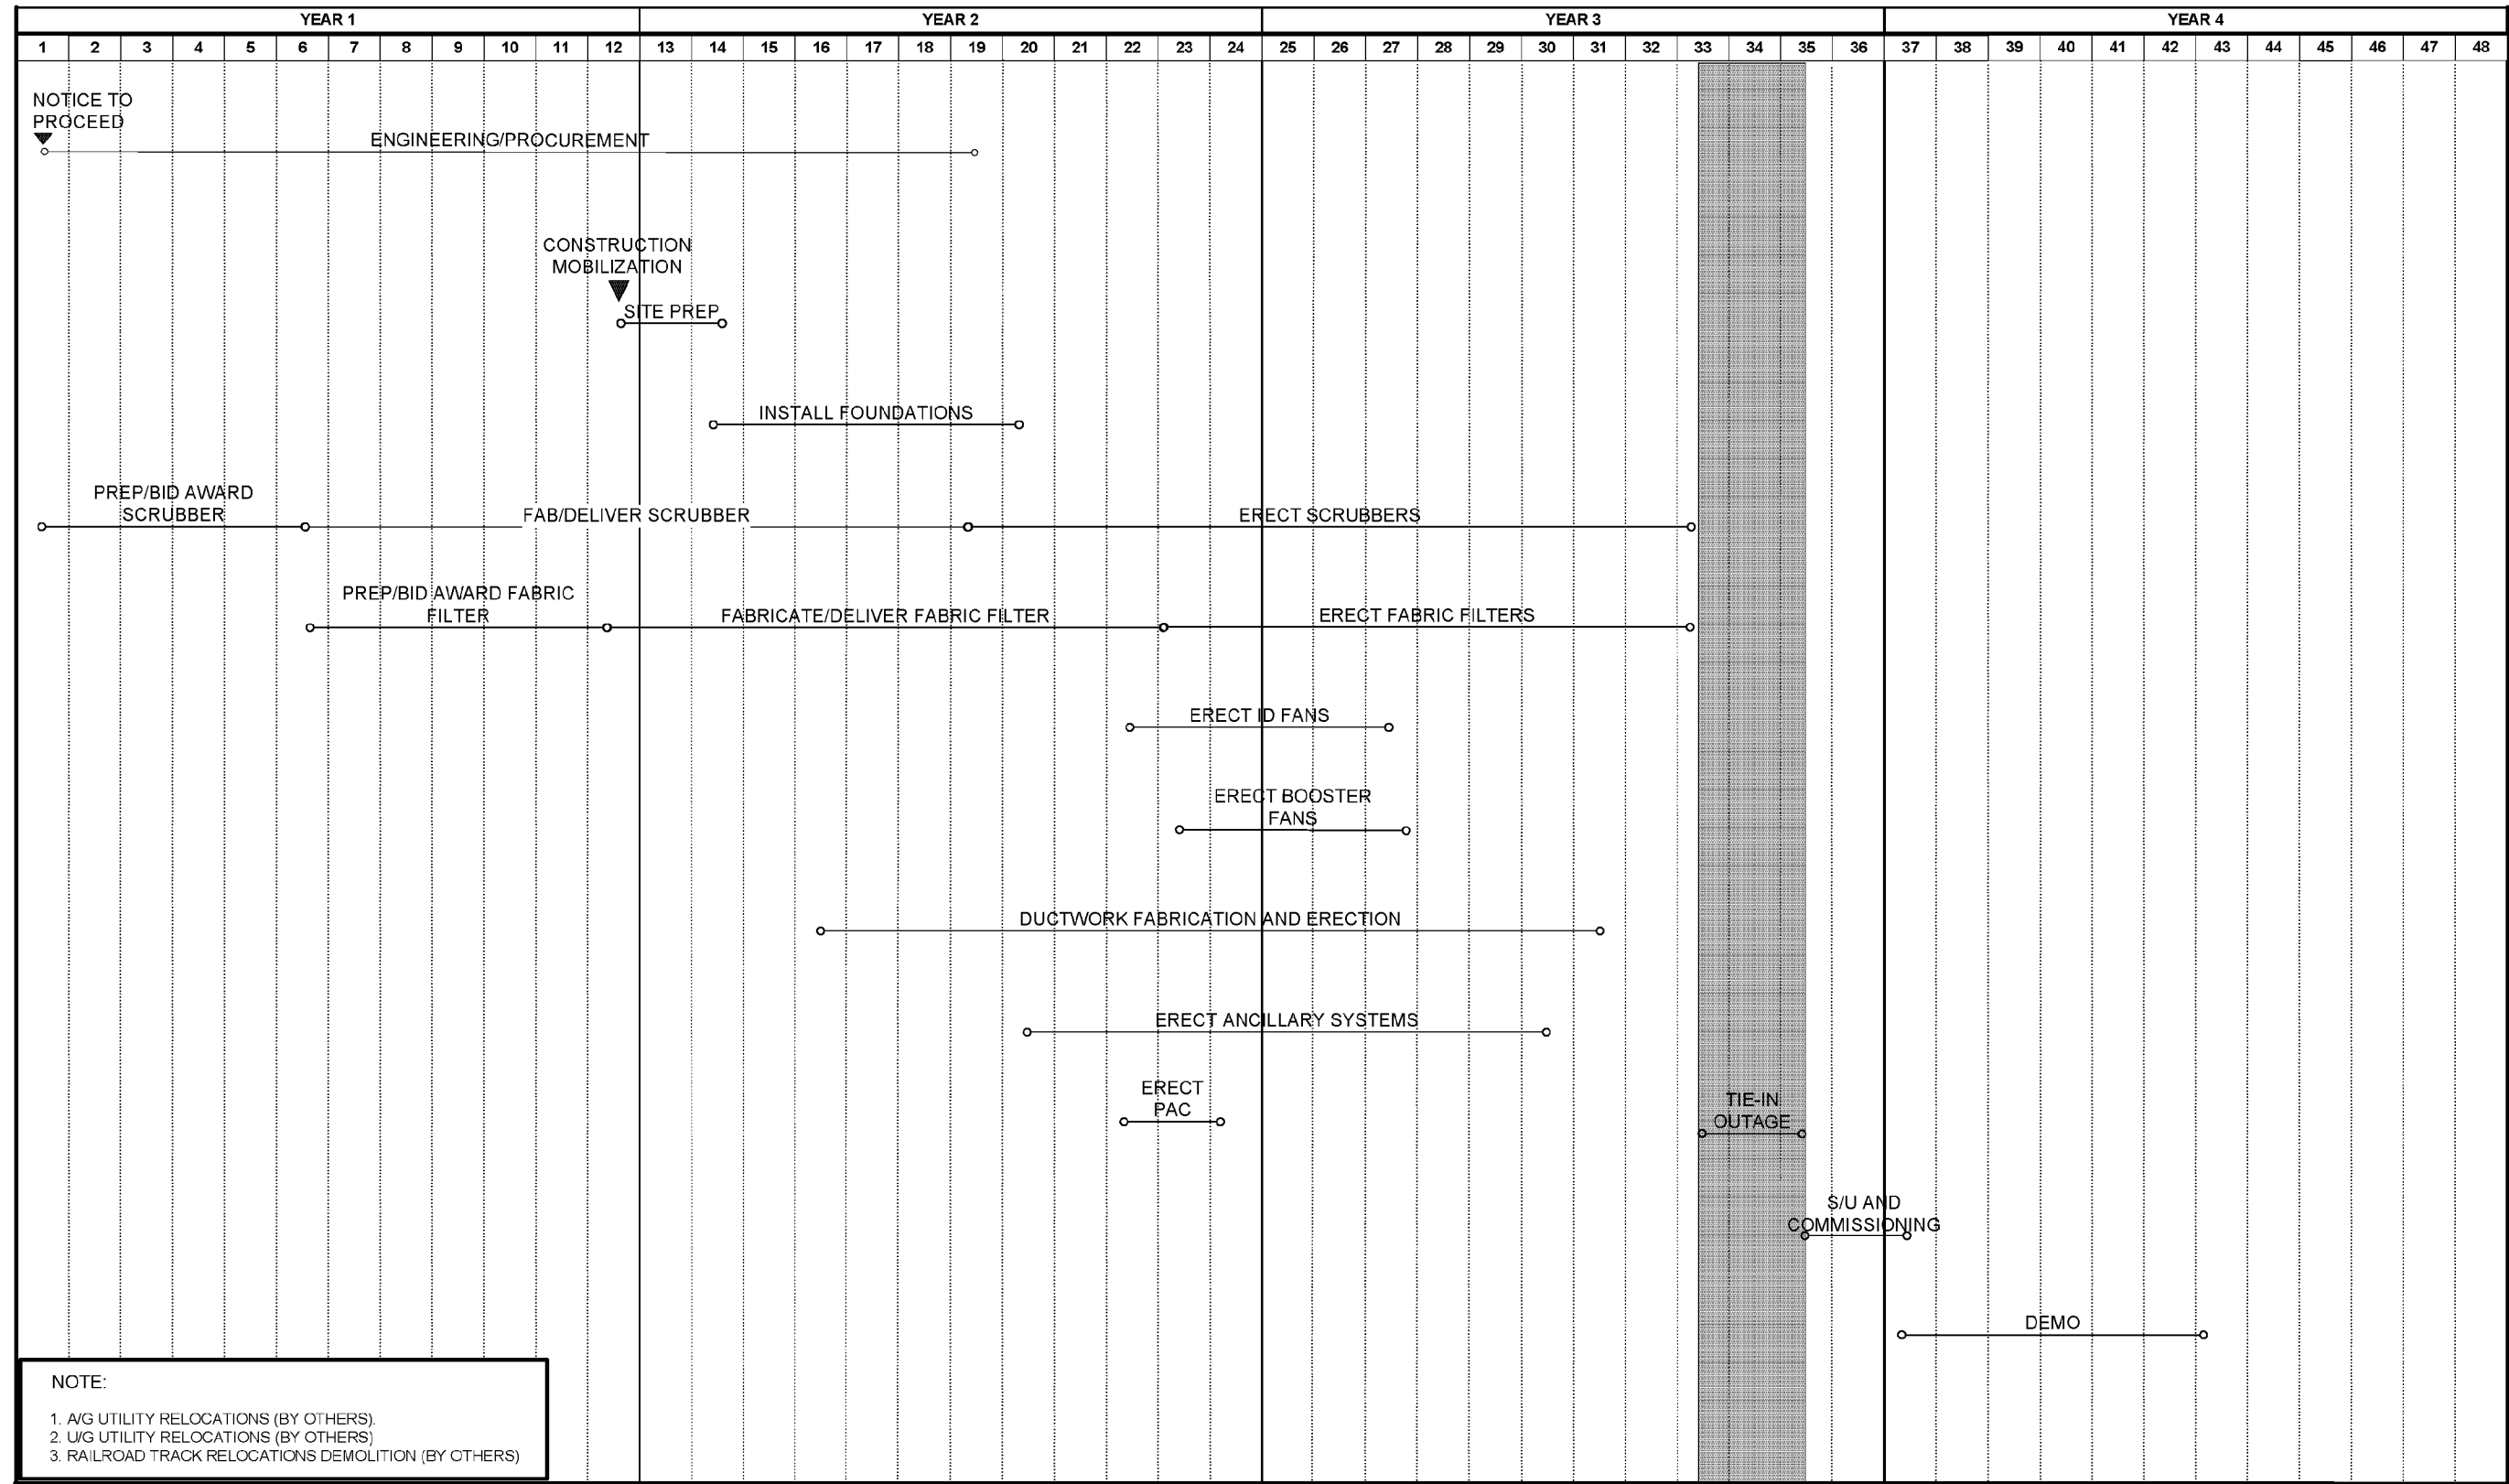 YEAR 1 YEAR 2 YEAR 3 YEAR 4
1 2 3 4 5 6 7 8 9 10 11 12 13 14 15 16 17 18 19 20 21 22 23 24 25 26 27 28 29 30 31 32 33 34 35 36 37 38 39 40 41 42 43 44 45 46 47 48
NOTICE TO
PROCEED
ENGINEERING/PROCUREMENT
CONSTRUCTION
MOBILIZATION
SITE PREP
INSTALL FOUNDATIONS
PREP/BID AWARD
SCRUBBER
FAB/DELIVER SCRUBBER
ERECT SCRUBBERS
PREP/BID AWARD FABRIC
FILTER
FABRICATE/DELIVER FABRIC FILTER
ERECT FABRIC FILTERS
ERECT ID FANS
ERECT BOOSTER
FANS
DUCTWORK FABRICATION AND ERECTION
ERECT ANCILLARY SYSTEMS
ERECT
PAC
TIE-IN
OUTAGE
S/U AND
COMMISSIONING
DEMO
NOTE:
1. A/G UTILITY RELOCATIONS (BY OTHERS).
2. U/G UTILITY RELOCATIONS (BY OTHERS)
3. RAILROAD TRACK RELOCATIONS DEMOLITION (BY OTHERS)